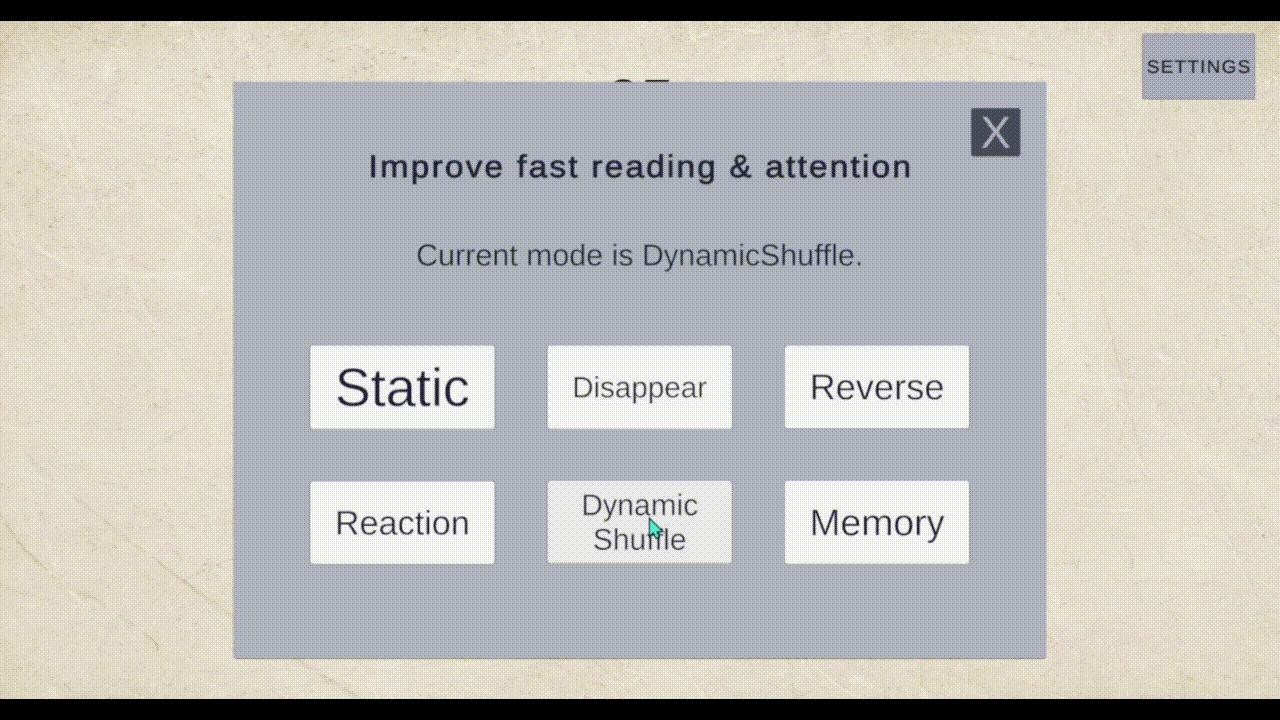 SETTINGS
X
Improve fast reading & attention
Current mode is DynamicShuffle.
Static
Disappear
Reverse
Reaction
Dynamic
Shuffle
Memory